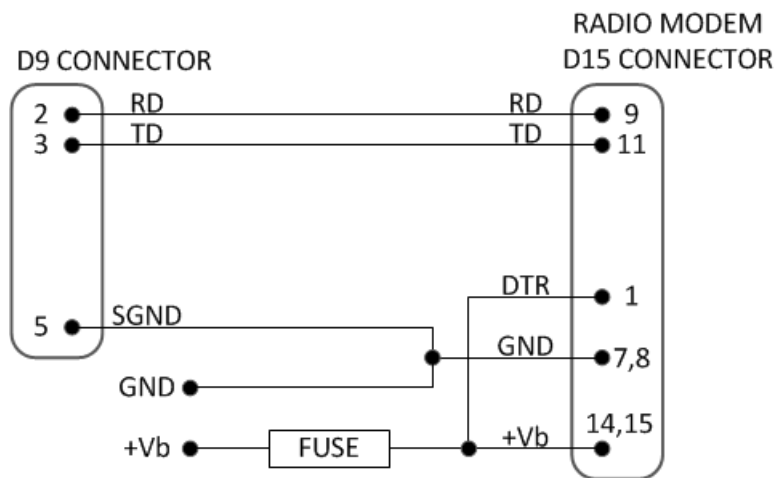 RADIO MODEM
D9 CONNECTOR D15 CONNECTOR
2 RD RD 9
3 TD TD 11
DTR 1
5 SGND
GND 7,8
GND
14,15
+Vb FUSE +Vb